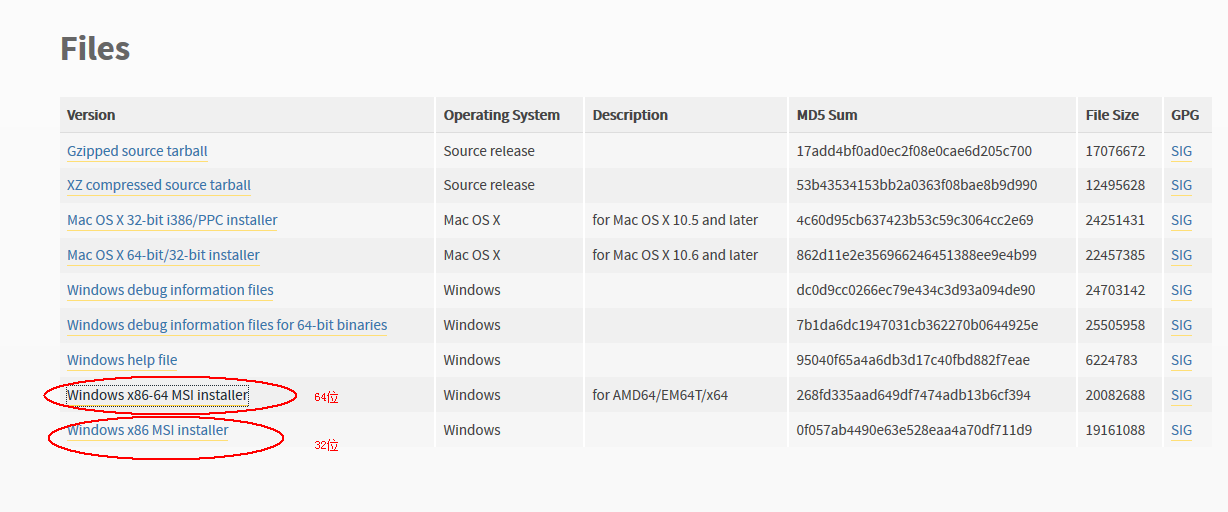 Files
Version Operating System Description MD5 Sum File Size GPG
Gzipped source tarball Source release 17add4bf0ad0ec2f08e0cae6d205c700 17076672 SIG
XZ compressed source tarball Source release 53b43534153bb2a0363f08bae8b9d990 12495628 SIG
Mac OS X 32-bit i386/PPC installer Mac OS X for Mac OS X 10.5 and later 4c60d95cb637423b53c59c3064cc2e69 24251431 SIG
Mac OS X 64-bit/32-bit installer Mac OS X for Mac OS X 10.6 and later 862d11e2e356966246451388ee9e4b99 22457385 SIG
Windows debug information files Windows dc0d9cc0266ec79e434c3d93a094de90 24703142 SIG
Windows debug information files for 64-bit binaries Windows 7b1da6dc1947031cb362270b0644925e 25505958 SIG
Windows help file Windows 95040f65a4a6db3d17c40fbd882f7eae 6224783 SIG
Windows x86-64 MSI installer 64位 Windows for AMD64/EM64T/x64 268fd335aad649df7474adb13b6cf394 20082688 SIG
Windows x86 MSI installer 32位 Windows 0f057ab4490e63e528eaa4a70df711d9 19161088 SIG